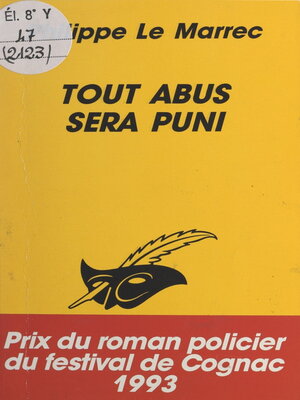 Él. 8° Y
47
(2123)
ilippe Le Marrec
TOUT ABUS
SERA PUNI
Prix du roman policier
du festival de Cognac
1993